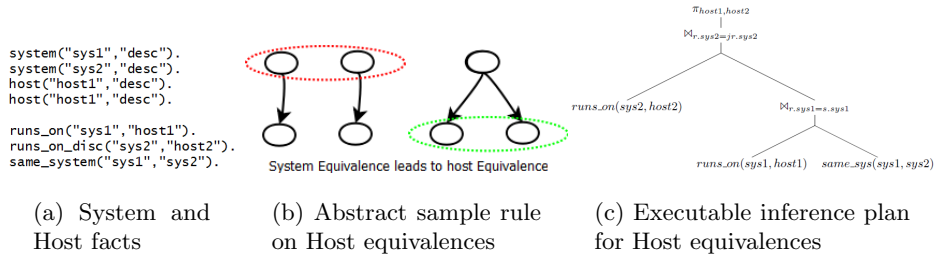 system("sys1","desc").
system("sys2","desc").
host("host1","desc").
host("host1","desc").
runs_on("sys1","host1").
runs_on_disc("sys2","host2").
same_system("sys1","sys2").
System Equivalence leads to host Equivalence
π host1,host2
⋈ r.sys2=jr.sys2
runs_on(sys2, host2)
⋈ r.sys1=s.sys1
runs_on(sys1, host1)
same_sys(sys1, sys2)
(a) System and
Host facts
(b) Abstract sample rule
on Host equivalences
(c) Executable inference plan
for Host equivalences